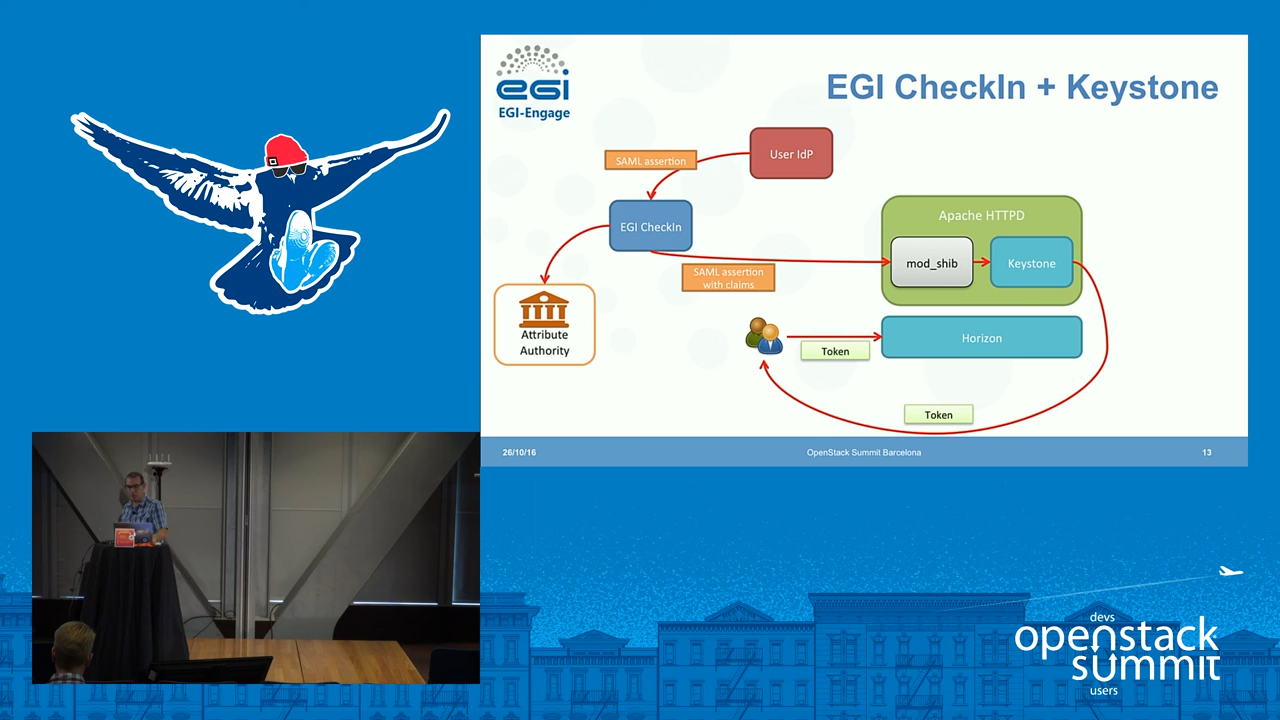 egi
EGI-Engage
EGI CheckIn + Keystone
User IdP
SAML assertion
EGI CheckIn
Apache HTTPD
mod_shib
Keystone
SAML assertion
with claims
Attribute
Authority
Horizon
Token
Token
26/10/16
OpenStack Summit Barcelona
13
devs
openstack
summit
users